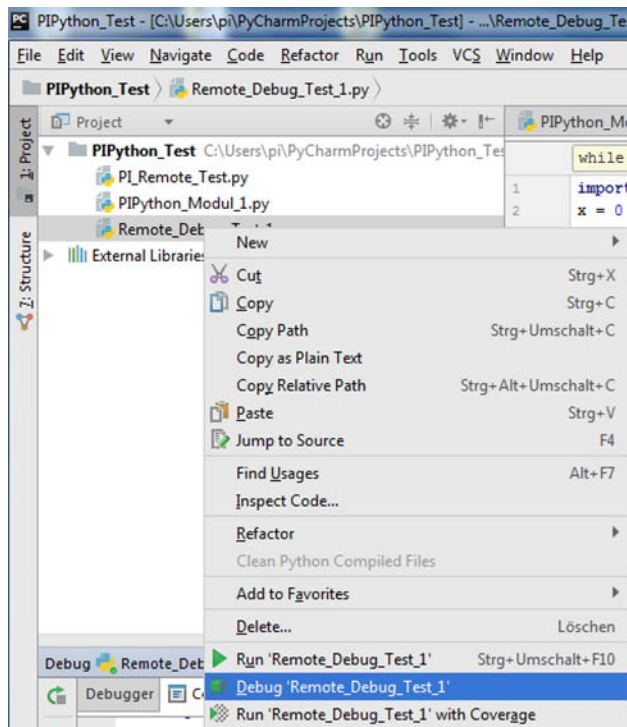 PC PIPython_Test - [C:\Users\pi\PyCharmProjects\PIPython_Test] - ...\Remote_Debug_Te
File Edit View Navigate Code Refactor Run Tools VCS Window Help
PIPython_Test Remote_Debug_Test_1.py
1: Project
Project
PIPython_Mo
PIPython_Test C:\Users\pi\PyCharmProjects\PIPython_Tes
while
PI_Remote_Test.py
1 import
PIPython_Modul_1.py
2 x = 0
Remote_Deb
Z: Structure
External Libraries
New
Cut Strg+X
Copy Strg+C
Copy Path Strg+Umschalt+C
Copy as Plain Text
Copy Relative Path Strg+Alt+Umschalt+C
Paste Strg+V
Jump to Source F4
Find Usages Alt+F7
Inspect Code...
Refactor
Clean Python Compiled Files
Add to Favorites
Delete... Löschen
Debug Remote_Deb
Run 'Remote_Debug_Test_1' Strg+Umschalt+F10
Debugger C
Debug 'Remote_Debug_Test_1'
Run 'Remote_Debug_Test_1' with Coverage